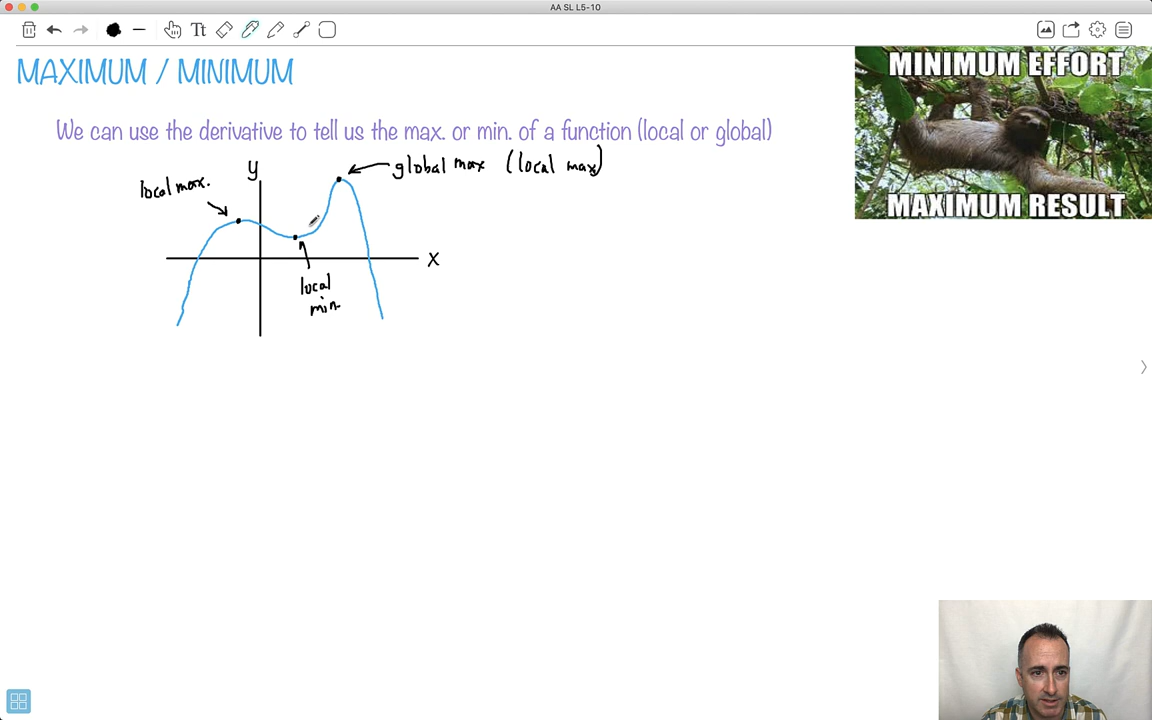 AA SL L5-10
Tt
MAXIMUM / MINIMUM
MINIMUM EFFORT
MAXIMUM RESULT
We can use the derivative to tell us the max. or min. of a function (local or global)
y
global max (local max)
local max.
x
local
min.